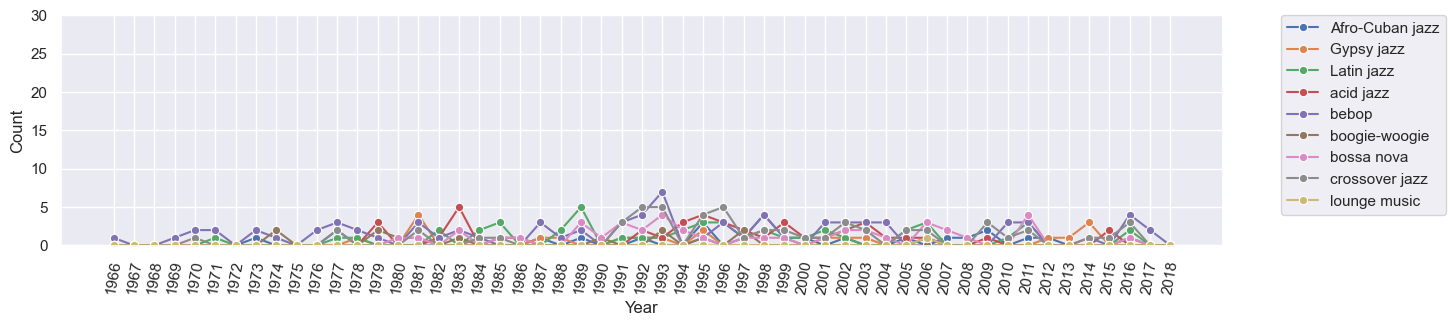 30
25
20
15
10
5
0
Count
1966 1967 1968 1969 1970 1971 1972 1973 1974 1975 1976 1977 1978 1979 1980 1981 1982 1983 1984 1985 1986 1987 1988 1989 1990 1991 1992 1993 1994 1995 1996 1997 1998 1999 2000 2001 2002 2003 2004 2005 2006 2007 2008 2009 2010 2011 2012 2013 2014 2015 2016 2017 2018
Year
Afro-Cuban jazz
Gypsy jazz
Latin jazz
acid jazz
bebop
boogie-woogie
bossa nova
crossover jazz
lounge music